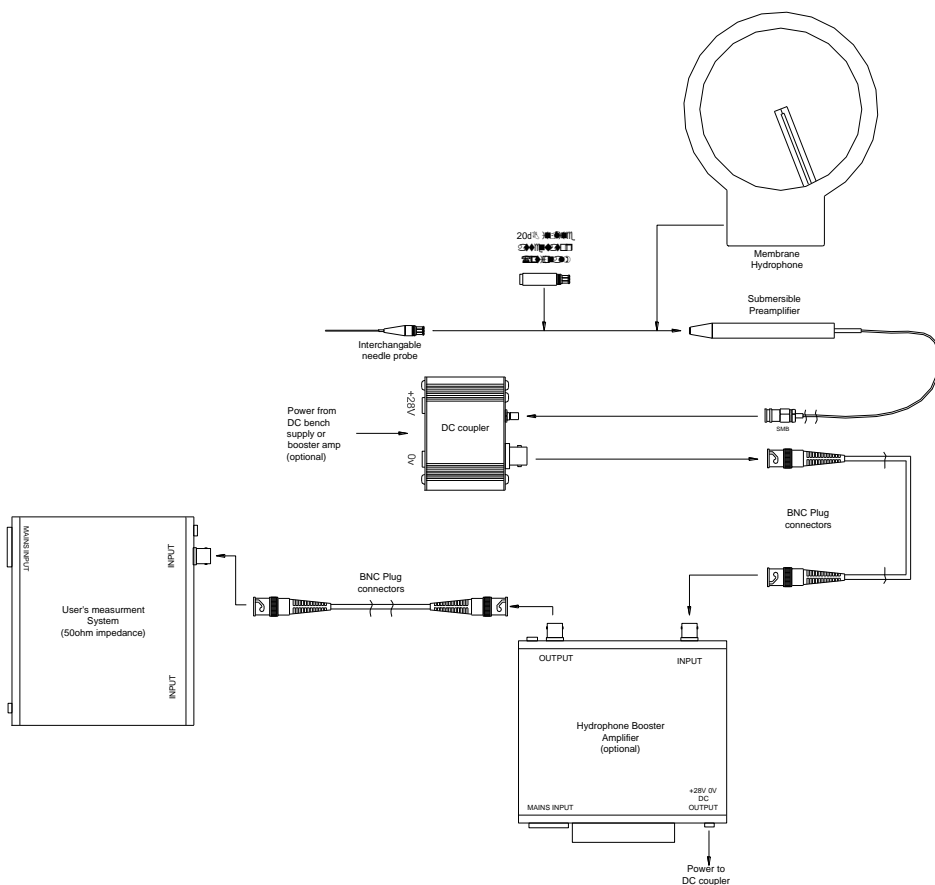 20d
Membrane
Hydrophone
Submersible
Preamplifier
Interchangable
needle probe
+28V
0v
DC coupler
Power from
DC bench
supply or
booster amp
(optional)
SMB
BNC Plug
connectors
MAINS INPUT
INPUT
User's measurment
System
(50ohm impedance)
INPUT
BNC Plug
connectors
OUTPUT
INPUT
Hydrophone Booster
Amplifier
(optional)
MAINS INPUT
+28V 0V
DC
OUTPUT
Power to
DC coupler